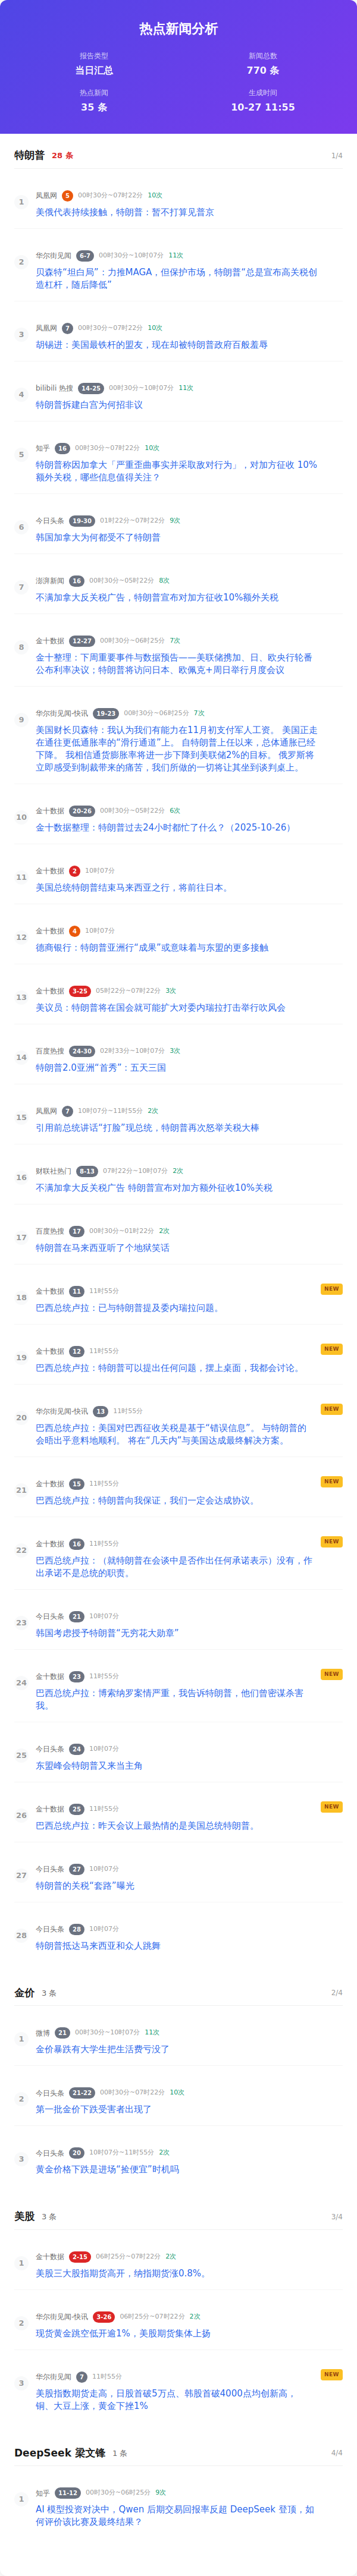 热点新闻分析
报告类型
当日汇总
新闻总数
770 条
热点新闻
35 条
生成时间
10-27 11:55
特朗普 28 条 1/4
1
凤凰网 5 00时30分~07时22分 10次
美俄代表持续接触，特朗普：暂不打算见普京
2
华尔街见闻 6-7 00时30分~10时07分 11次
贝森特“坦白局”：力推MAGA，但保护市场，特朗普“总是宣布高关税创
造杠杆，随后降低”
3
凤凰网 7 00时30分~07时22分 10次
胡锡进：美国最铁杆的盟友，现在却被特朗普政府百般羞辱
4
bilibili 热搜 14-25 00时30分~10时07分 11次
特朗普拆建白宫为何招非议
5
知乎 16 00时30分~07时22分 10次
特朗普称因加拿大「严重歪曲事实并采取敌对行为」，对加方征收 10%
额外关税，哪些信息值得关注？
6
今日头条 19-30 01时22分~07时22分 9次
韩国加拿大为何都受不了特朗普
7
澎湃新闻 16 00时30分~05时22分 8次
不满加拿大反关税广告，特朗普宣布对加方征收10%额外关税
8
金十数据 12-27 00时30分~06时25分 7次
金十整理：下周重要事件与数据预告——美联储携加、日、欧央行轮番
公布利率决议；特朗普将访问日本、欧佩克+周日举行月度会议
9
华尔街见闻-快讯 19-23 00时30分~06时25分 7次
美国财长贝森特：我认为我们有能力在11月初支付军人工资。 美国正走
在通往更低通胀率的“滑行通道”上。 自特朗普上任以来，总体通胀已经
下降。 我相信通货膨胀率将进一步下降到美联储2%的目标。 俄罗斯将
立即感受到制裁带来的痛苦，我们所做的一切将让其坐到谈判桌上。
10
金十数据 20-26 00时30分~05时22分 6次
金十数据整理：特朗普过去24小时都忙了什么？（2025-10-26）
11
金十数据 2 10时07分
美国总统特朗普结束马来西亚之行，将前往日本。
12
金十数据 4 10时07分
德商银行：特朗普亚洲行“成果”或意味着与东盟的更多接触
13
金十数据 3-25 05时22分~07时22分 3次
美议员：特朗普将在国会就可能扩大对委内瑞拉打击举行吹风会
14
百度热搜 24-30 02时33分~10时07分 3次
特朗普2.0亚洲“首秀”：五天三国
15
凤凰网 7 10时07分~11时55分 2次
引用前总统讲话“打脸”现总统，特朗普再次怒举关税大棒
16
财联社热门 8-13 07时22分~10时07分 2次
不满加拿大反关税广告 特朗普宣布对加方额外征收10%关税
17
百度热搜 17 00时30分~01时22分 2次
特朗普在马来西亚听了个地狱笑话
18
金十数据 11 11时55分 NEW
巴西总统卢拉：已与特朗普提及委内瑞拉问题。
19
金十数据 12 11时55分 NEW
巴西总统卢拉：特朗普可以提出任何问题，摆上桌面，我都会讨论。
20
华尔街见闻-快讯 13 11时55分 NEW
巴西总统卢拉：美国对巴西征收关税是基于“错误信息”。 与特朗普的
会晤出乎意料地顺利。 将在“几天内”与美国达成最终解决方案。
21
金十数据 15 11时55分 NEW
巴西总统卢拉：特朗普向我保证，我们一定会达成协议。
22
金十数据 16 11时55分 NEW
巴西总统卢拉：（就特朗普在会谈中是否作出任何承诺表示）没有，作
出承诺不是总统的职责。
23
今日头条 21 10时07分
韩国考虑授予特朗普“无穷花大勋章”
24
金十数据 23 11时55分 NEW
巴西总统卢拉：博索纳罗案情严重，我告诉特朗普，他们曾密谋杀害
我。
25
今日头条 24 10时07分
东盟峰会特朗普又来当主角
26
金十数据 25 11时55分 NEW
巴西总统卢拉：昨天会议上最热情的是美国总统特朗普。
27
今日头条 27 10时07分
特朗普的关税“套路”曝光
28
今日头条 28 10时07分
特朗普抵达马来西亚和众人跳舞
金价 3 条 2/4
1
微博 21 00时30分~10时07分 11次
金价暴跌有大学生把生活费亏没了
2
今日头条 21-22 00时30分~07时22分 10次
第一批金价下跌受害者出现了
3
今日头条 20 10时07分~11时55分 2次
黄金价格下跌是进场“捡便宜”时机吗
美股 3 条 3/4
1
金十数据 2-15 06时25分~07时22分 2次
美股三大股指期货高开，纳指期货涨0.8%。
2
华尔街见闻-快讯 3-26 06时25分~07时22分 2次
现货黄金跳空低开逾1%，美股期货集体上扬
3
华尔街见闻 7 11时55分 NEW
美股指数期货走高，日股首破5万点、韩股首破4000点均创新高，
铜、大豆上涨，黄金下挫1%
DeepSeek 梁文锋 1 条 4/4
1
知乎 11-12 00时30分~06时25分 9次
AI 模型投资对决中，Qwen 后期交易回报率反超 DeepSeek 登顶，如
何评价该比赛及最终结果？